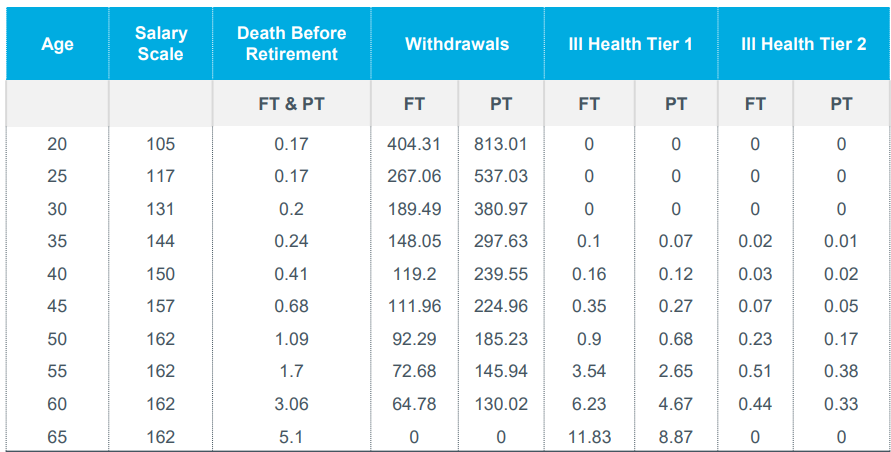 Age Salary Scale Death Before Retirement Withdrawals Ill Health Tier 1 Ill Health Tier 2
FT & PT FT PT FT PT FT PT
20 105 0.17 404.31 813.01 0 0 0 0
25 117 0.17 267.06 537.03 0 0 0 0
30 131 0.2 189.49 380.97 0 0 0 0
35 144 0.24 148.05 297.63 0.1 0.07 0.02 0.01
40 150 0.41 119.2 239.55 0.16 0.12 0.03 0.02
45 157 0.68 111.96 224.96 0.35 0.27 0.07 0.05
50 162 1.09 92.29 185.23 0.9 0.68 0.23 0.17
55 162 1.7 72.68 145.94 3.54 2.65 0.51 0.38
60 162 3.06 64.78 130.02 6.23 4.67 0.44 0.33
65 162 5.1 0 0 11.83 8.87 0 0